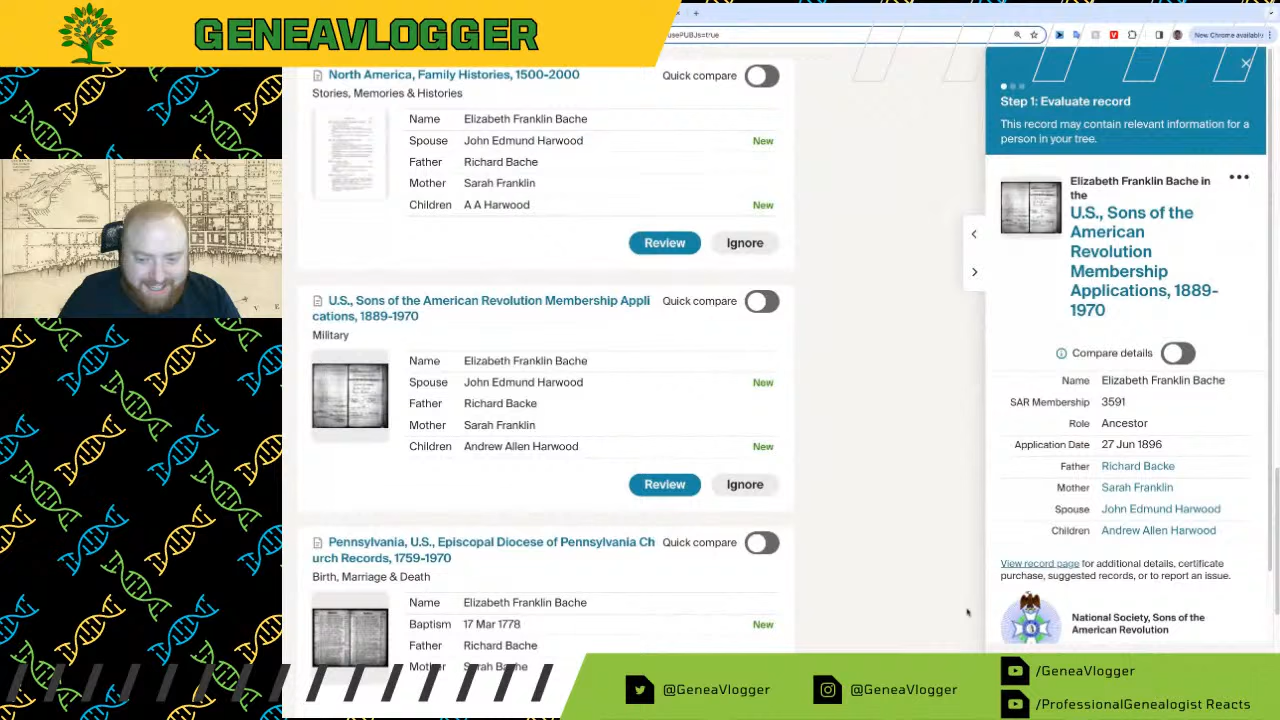 GENEAVLOGGER
usePUBJs=true
New Chrome available
North America, Family Histories, 1500-2000
Quick compare
Stories, Memories & Histories
Name Elizabeth Franklin Bache
Spouse John Edmund Harwood New
Father Richard Bache
Mother Sarah Franklin
Children A A Harwood New
Review Ignore
U.S., Sons of the American Revolution Membership Appli
cations, 1889-1970
Quick compare
Military
Name Elizabeth Franklin Bache
Spouse John Edmund Harwood New
Father Richard Backe
Mother Sarah Franklin
Children Andrew Allen Harwood New
Review Ignore
Pennsylvania, U.S., Episcopal Diocese of Pennsylvania Ch
urch Records, 1759-1970
Quick compare
Birth, Marriage & Death
Name Elizabeth Franklin Bache
Baptism 17 Mar 1778 New
Father Richard Bache
Mother Sarah Bache
Step 1: Evaluate record
This record may contain relevant information for a
person in your tree.
Elizabeth Franklin Bache in
the
U.S., Sons of the
American
Revolution
Membership
Applications, 1889-
1970
Compare details
Name Elizabeth Franklin Bache
SAR Membership 3591
Role Ancestor
Application Date 27 Jun 1896
Father Richard Backe
Mother Sarah Franklin
Spouse John Edmund Harwood
Children Andrew Allen Harwood
View record page for additional details, certificate
purchase, suggested records, or to report an issue.
National Society, Sons of the
American Revolution
@GeneaVlogger
@GeneaVlogger
/GeneaVlogger
/ProfessionalGenealogist Reacts